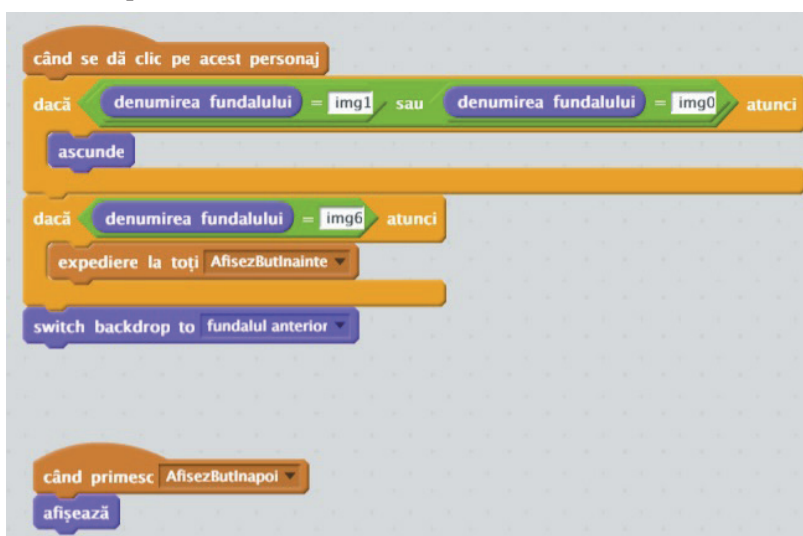 când se dă clic pe acest personaj
dacă denumirea fundalului = img1 sau denumirea fundalului = img0 atunci
ascunde
dacă denumirea fundalului = img6 atunci
expediere la toți AfisezButInainte
switch backdrop to fundalul anterior
când primesc AfisezButInapoi
afișează